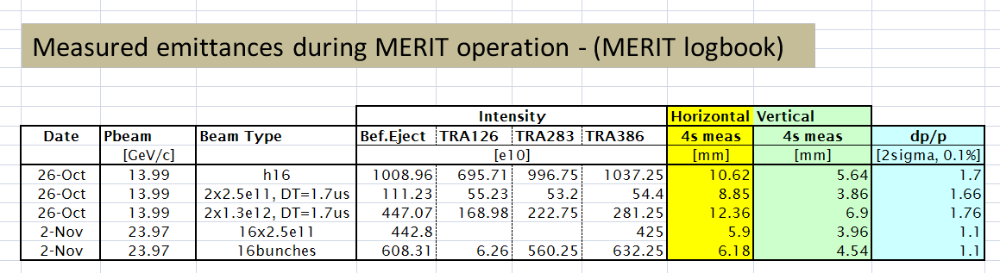 Measured emittances during MERIT operation - (MERIT logbook)
Intensity Horizontal Vertical
Date Pbeam Beam Type Bef.Eject TRA126 TRA283 TRA386 4s meas 4s meas dp/p
[GeV/c] [e10] [mm] [mm] [2sigma, 0.1%]
26-Oct 13.99 h16 1008.96 695.71 996.75 1037.25 10.62 5.64 1.7
26-Oct 13.99 2x2.5e11, DT=1.7us 111.23 55.23 53.2 54.4 8.85 3.86 1.66
26-Oct 13.99 2x1.3e12, DT=1.7us 447.07 168.98 222.75 281.25 12.36 6.9 1.76
2-Nov 23.97 16x2.5e11 442.8 425 5.9 3.96 1.1
2-Nov 23.97 16bunches 608.31 6.26 560.25 632.25 6.18 4.54 1.1